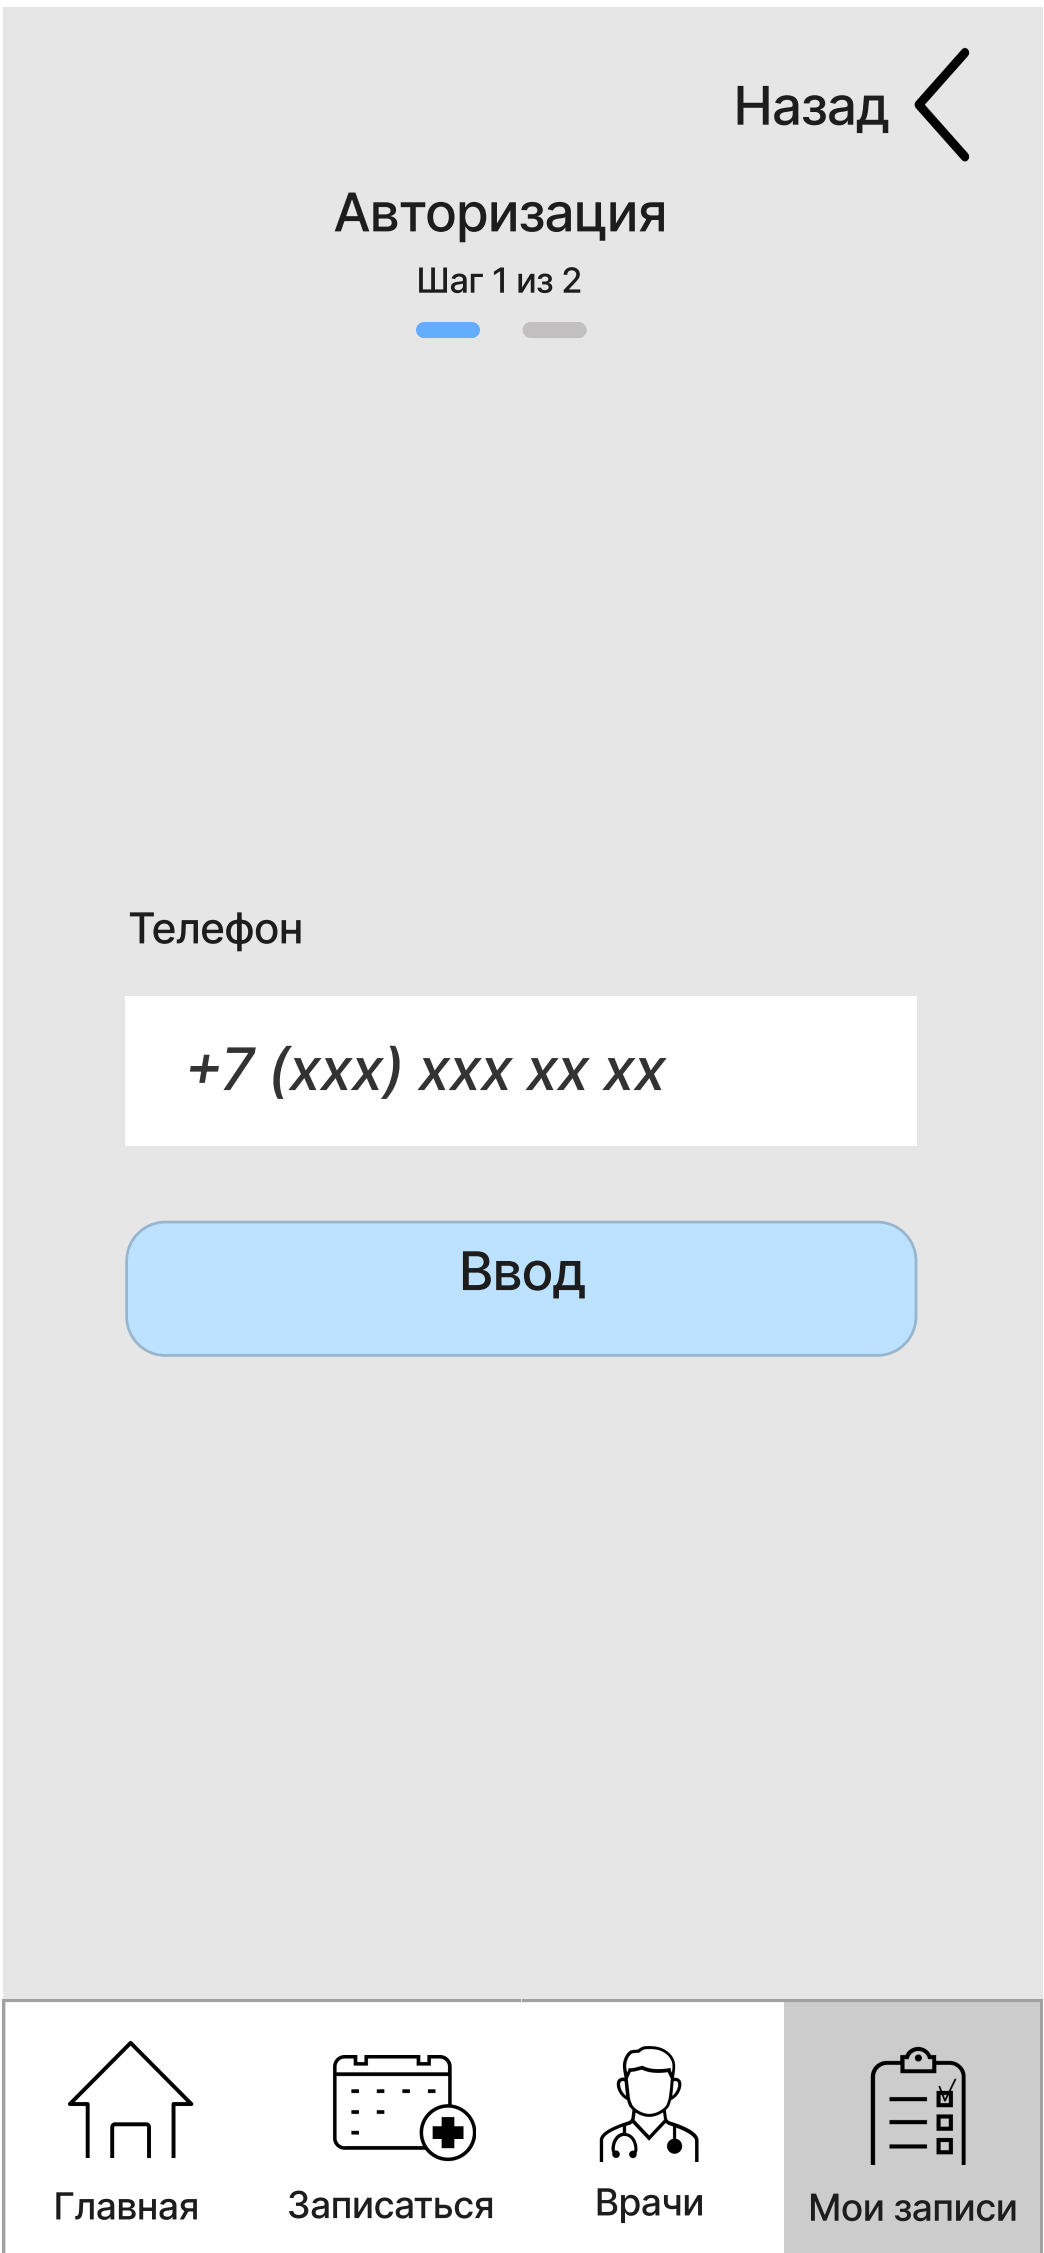 Назад
Авторизация
Шаг 1 из 2
Телефон
+7 (xxx) xxx xx xx
Ввод
Главная
Записаться
Врачи
Мои записи